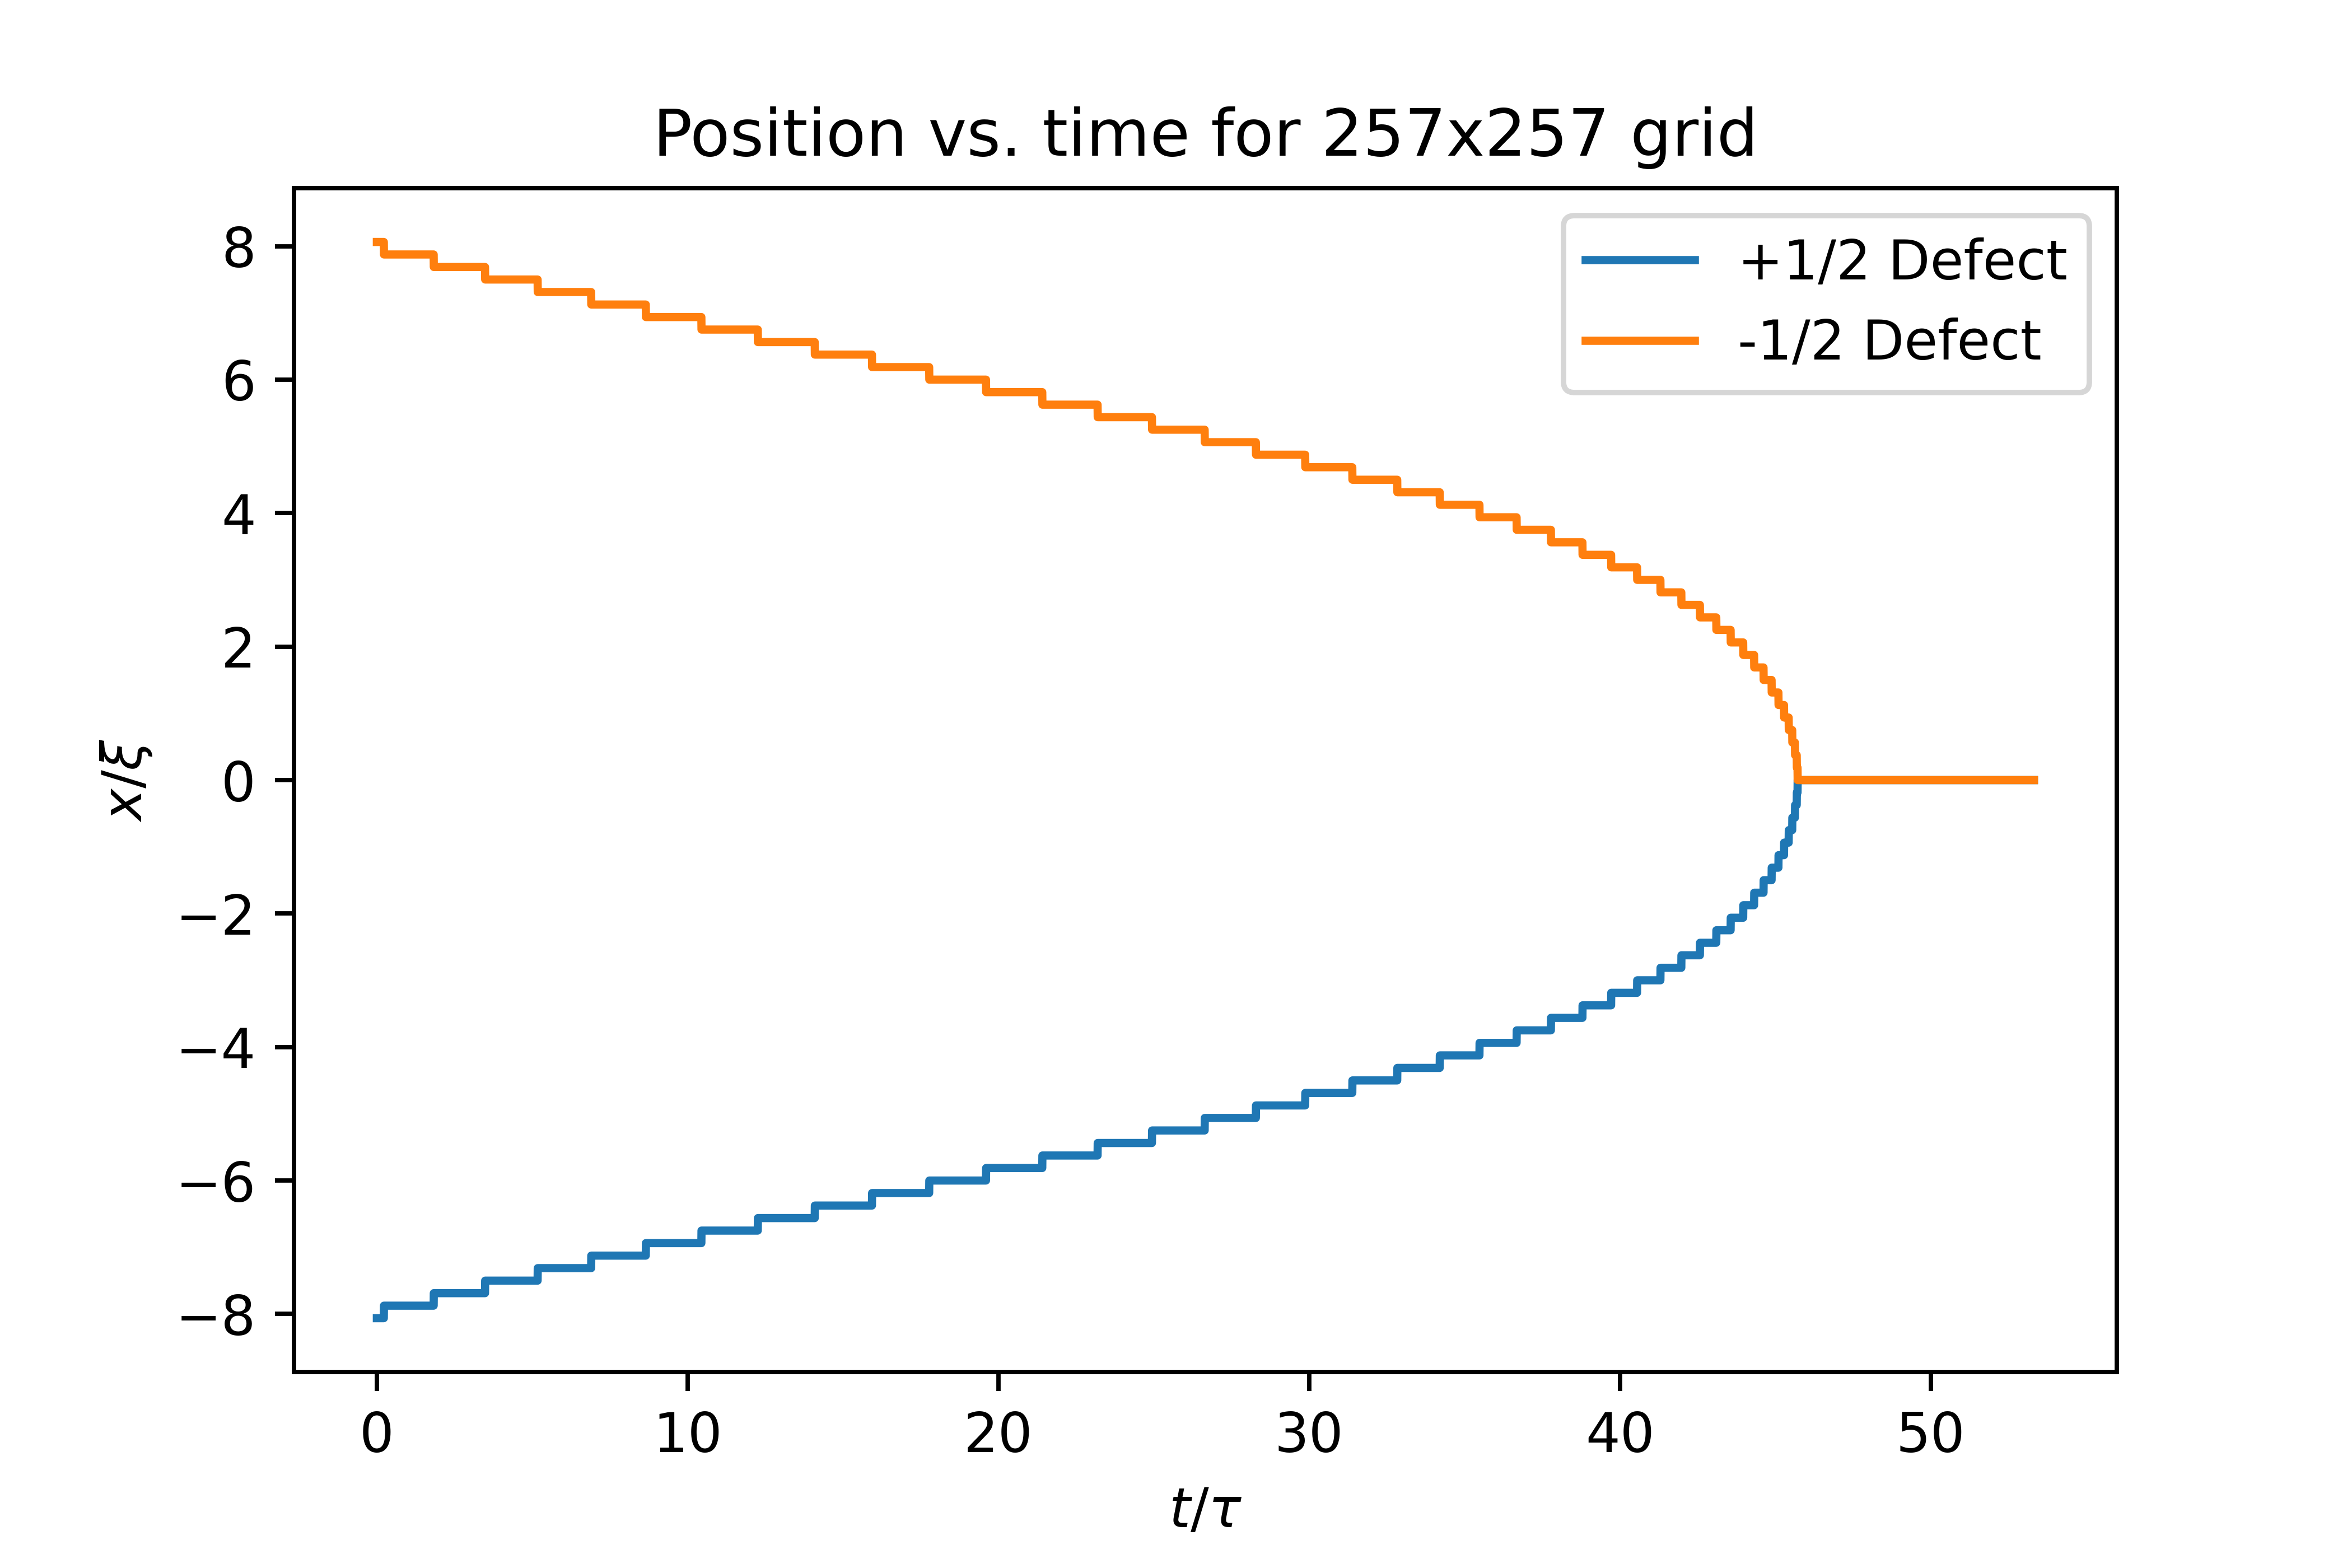 Position vs. time for 257x257 grid
+1/2 Defect
-1/2 Defect
8
6
4
2
0
−2
−4
−6
−8
x/ξ
0 10 20 30 40 50
t/τ